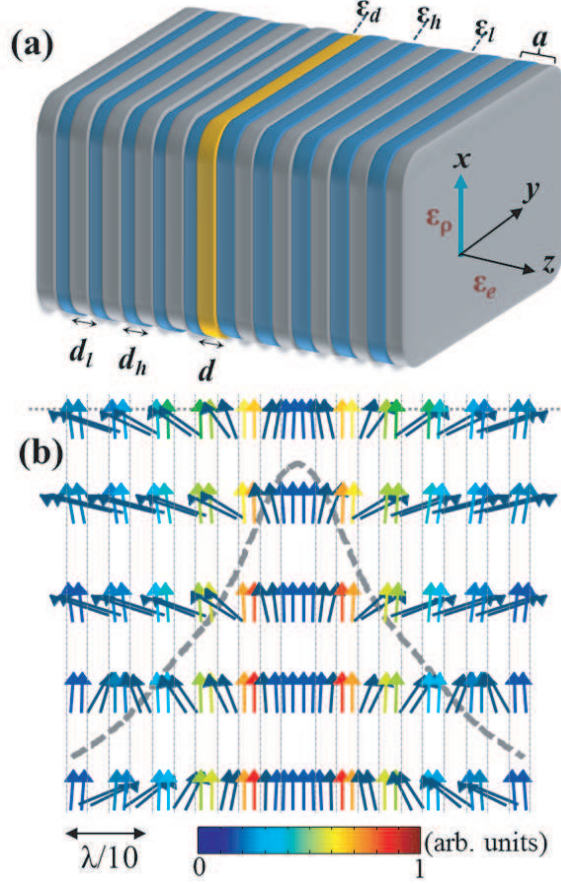 (a)
ε_d
ε_h
ε_l
a
x
y
ε_ρ
z
ε_e
d_l
d_h
d
(b)
λ/10
(arb. units)
0
1